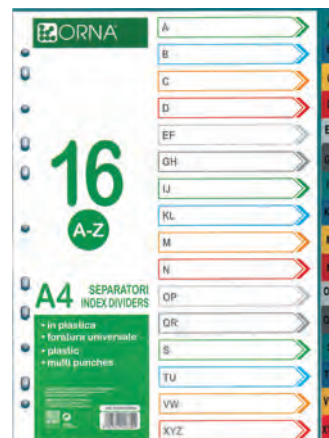 ORNA
16
A-Z
A4 SEPARATORI
INDEX DIVIDERS
• in plastica
• foratura universale
• plastic
• multi punches
A
B
C
D
EF
GH
IJ
KL
M
N
OP
QR
S
TU
VW
XYZ